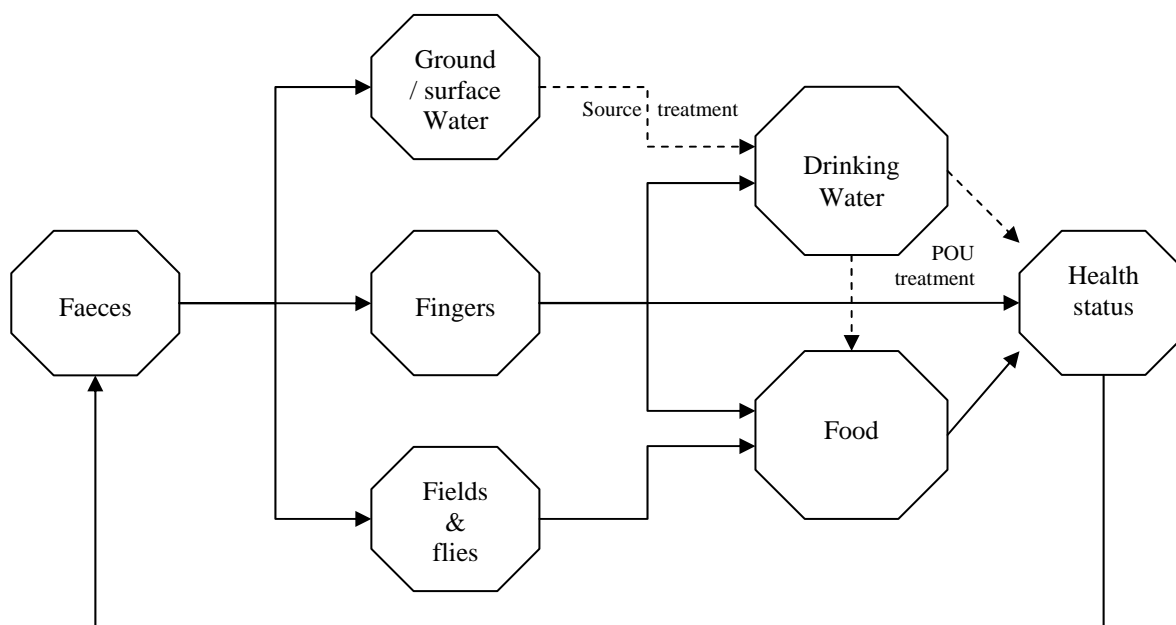 Ground
/ surface
Water
Source treatment
Drinking
Water
POU
treatment
Health
status
Faeces
Fingers
Food
Fields
&
flies